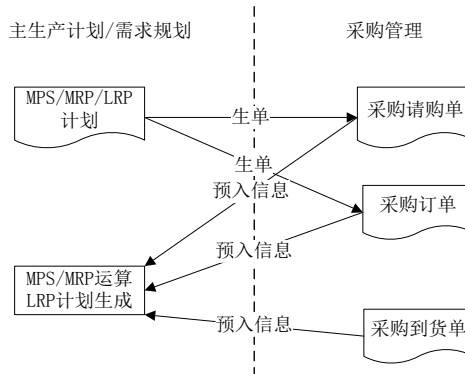 主生产计划/需求规划
采购管理
MPS/MRP/LRP
计划
生单
采购请购单
生单
预入信息
采购订单
预入信息
MPS/MRP运算
LRP计划生成
预入信息
采购到货单